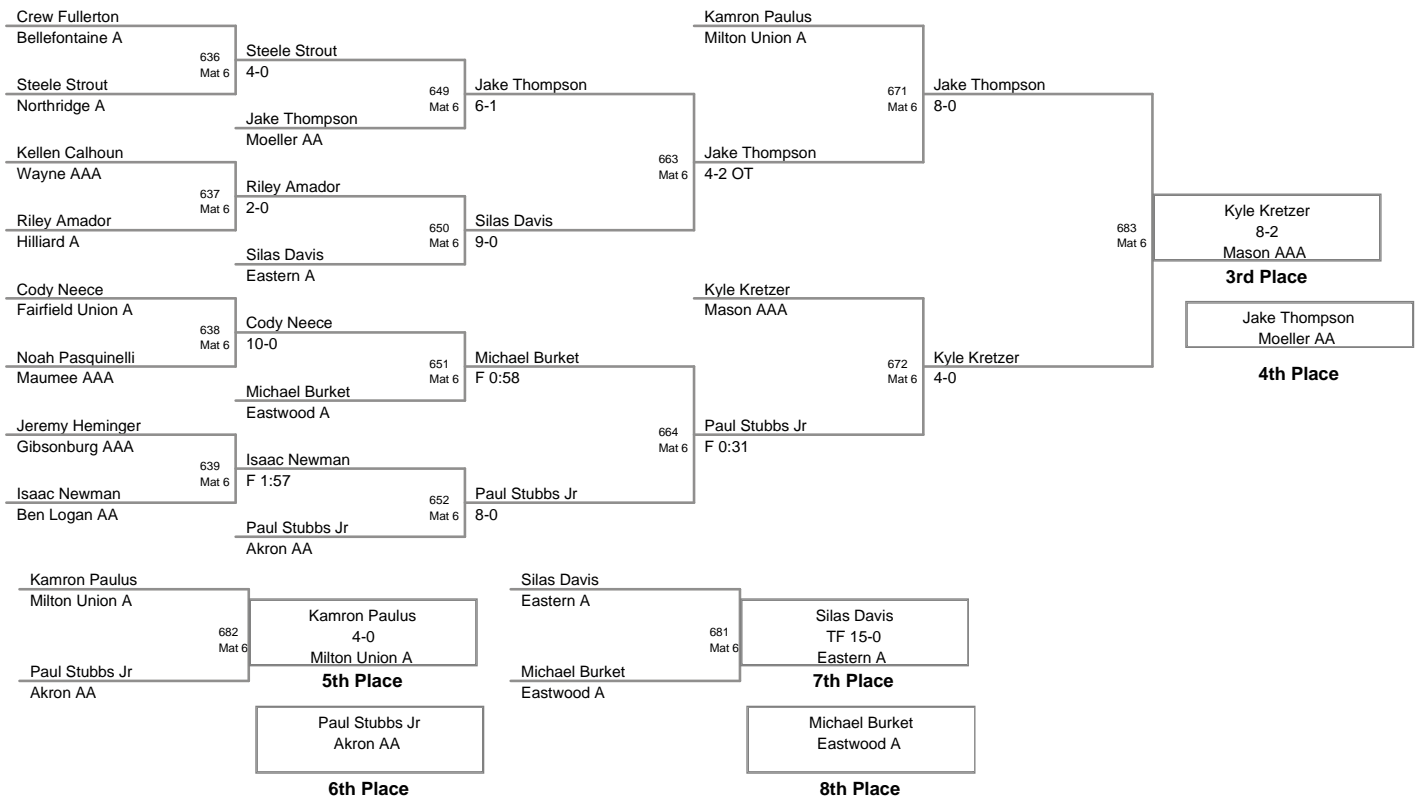 Crew Fullerton
Bellefontaine A
636
Mat 6
Steele Strout
4-0
Steele Strout
Northridge A
649
Mat 6
Jake Thompson
6-1
Jake Thompson
Moeller AA
Kellen Calhoun
Wayne AAA
637
Mat 6
Riley Amador
2-0
Riley Amador
Hilliard A
650
Mat 6
Silas Davis
9-0
Silas Davis
Eastern A
663
Mat 6
Jake Thompson
4-2 OT
Kamron Paulus
Milton Union A
671
Mat 6
Jake Thompson
8-0
Cody Neece
Fairfield Union A
638
Mat 6
Cody Neece
10-0
Noah Pasquinelli
Maumee AAA
651
Mat 6
Michael Burket
F 0:58
Michael Burket
Eastwood A
Jeremy Heminger
Gibsonburg AAA
639
Mat 6
Isaac Newman
F 1:57
Isaac Newman
Ben Logan AA
652
Mat 6
Paul Stubbs Jr
8-0
Paul Stubbs Jr
Akron AA
664
Mat 6
Paul Stubbs Jr
F 0:31
Kyle Kretzer
Mason AAA
672
Mat 6
Kyle Kretzer
4-0
683
Mat 6
Kyle Kretzer
8-2
Mason AAA
3rd Place
Jake Thompson
Moeller AA
4th Place
Kamron Paulus
Milton Union A
682
Mat 6
Paul Stubbs Jr
Akron AA
Kamron Paulus
4-0
Milton Union A
5th Place
Paul Stubbs Jr
Akron AA
6th Place
Silas Davis
Eastern A
681
Mat 6
Michael Burket
Eastwood A
Silas Davis
TF 15-0
Eastern A
7th Place
Michael Burket
Eastwood A
8th Place